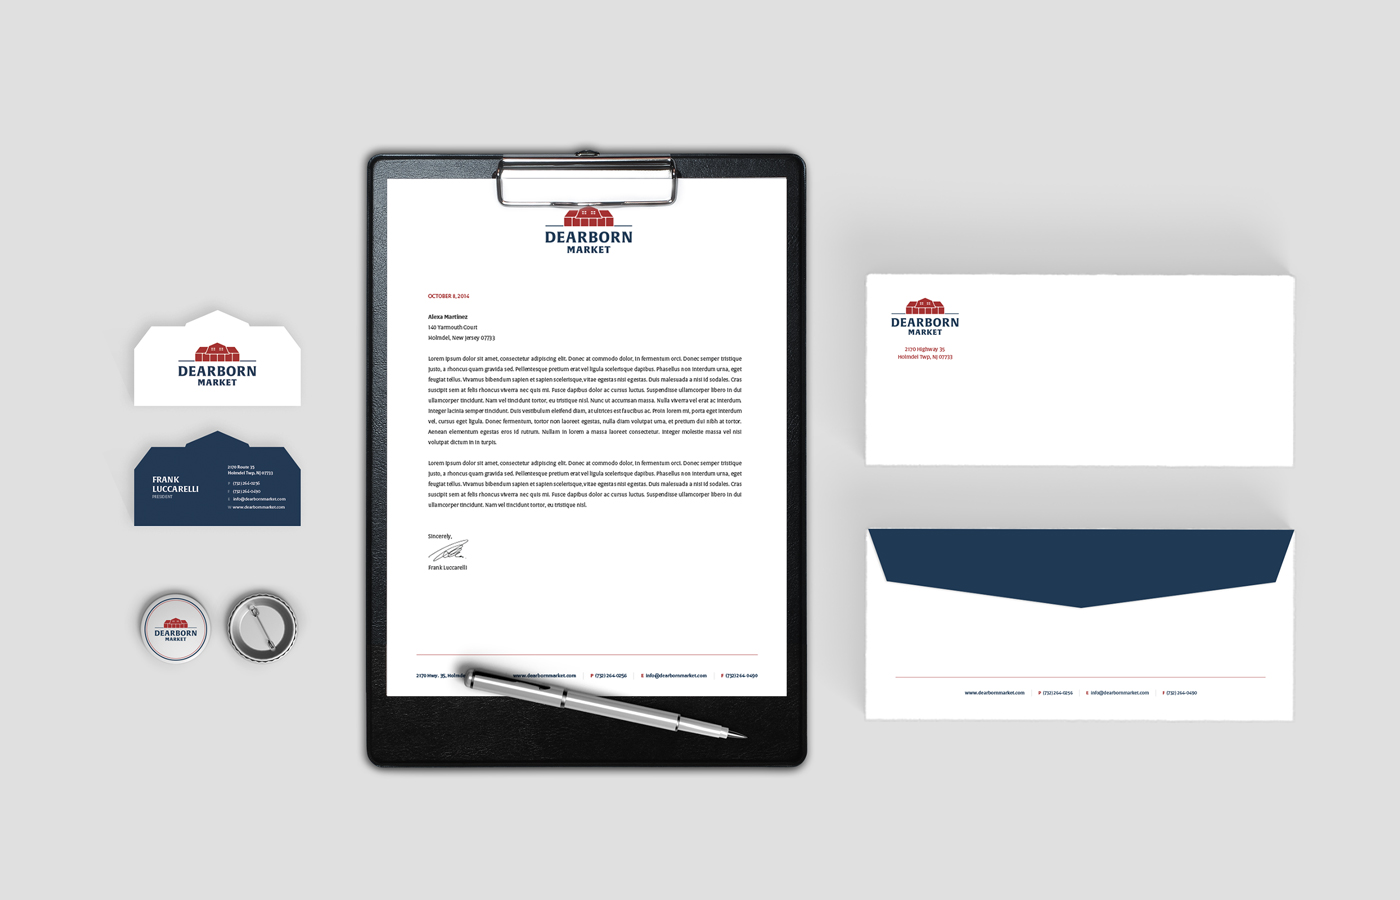 DEARBORN
MARKET
FRANK
LUCCARELLI
PRESIDENT
2170 Route 35
Holmdel Twp, NJ 07733
P (732) 264-0256
F (732) 264-0490
E info@dearbornmarket.com
W www.dearbornmarket.com
DEARBORN
MARKET
DEARBORN
MARKET
OCTOBER 8, 2014
Alexa Martinez
140 Yarmouth Court
Holmdel, New Jersey 07733
Lorem ipsum dolor sit amet, consectetur adipiscing elit. Donec at commodo dolor, in fermentum orci. Donec semper tristique
justo, a rhoncus quam gravida sed. Pellentesque pretium erat vel ligula scelerisque dapibus. Phasellus non interdum urna, eget
feugiat tellus. Vivamus bibendum sapien et sapien scelerisque, vitae egestas nisi egestas. Duis malesuada a nisi id sodales. Cras
suscipit sem at felis rhoncus viverra nec quis mi. Fusce dapibus dolor ac cursus luctus. Suspendisse ullamcorper libero in dui
ullamcorper tincidunt. Nam vel tincidunt tortor, eu tristique nisl. Nunc ut accumsan massa. Nulla viverra vel erat ac interdum.
Integer lacinia semper tincidunt. Duis vestibulum eleifend diam, at ultrices est faucibus ac. Proin lorem mi, porta eget interdum
vel, cursus eget ligula. Donec fermentum, tortor non laoreet egestas, nulla diam volutpat urna, et pretium dui nibh at tortor.
Aenean elementum egestas eros id rutrum. Nullam in lorem a massa laoreet consectetur. Integer molestie massa vel nisi
volutpat dictum in in turpis.
Lorem ipsum dolor sit amet, consectetur adipiscing elit. Donec at commodo dolor, in fermentum orci. Donec semper tristique
justo, a rhoncus quam gravida sed. Pellentesque pretium erat vel ligula scelerisque dapibus. Phasellus non interdum urna, eget
feugiat tellus. Vivamus bibendum sapien et sapien scelerisque, vitae egestas nisi egestas. Duis malesuada a nisi id sodales. Cras
suscipit sem at felis rhoncus viverra nec quis mi. Fusce dapibus dolor ac cursus luctus. Suspendisse ullamcorper libero in dui
ullamcorper tincidunt. Nam vel tincidunt tortor, eu tristique nisl.
Sincerely,
Frank Luccarelli
2170 Hwy. 35, Holmde www.dearbornmarket.com P (732) 264-0256 E info@dearbornmarket.com F (732) 264-0490
DEARBORN
MARKET
2170 Highway 35
Holmdel Twp, NJ 07733
www.dearbornmarket.com P (732) 264-0256 E info@dearbornmarket.com F (732) 264-0490